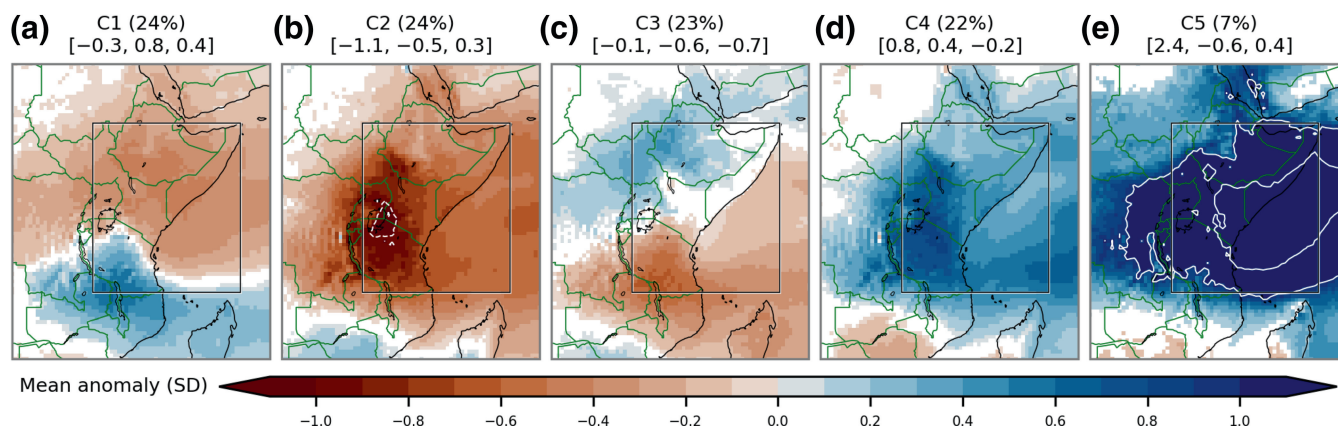 (a) C1 (24%)
[−0.3, 0.8, 0.4]
(b) C2 (24%)
[−1.1, −0.5, 0.3]
(c) C3 (23%)
[−0.1, −0.6, −0.7]
(d) C4 (22%)
[0.8, 0.4, −0.2]
(e) C5 (7%)
[2.4, −0.6, 0.4]
Mean anomaly (SD)
−1.0 −0.8 −0.6 −0.4 −0.2 0.0 0.2 0.4 0.6 0.8 1.0